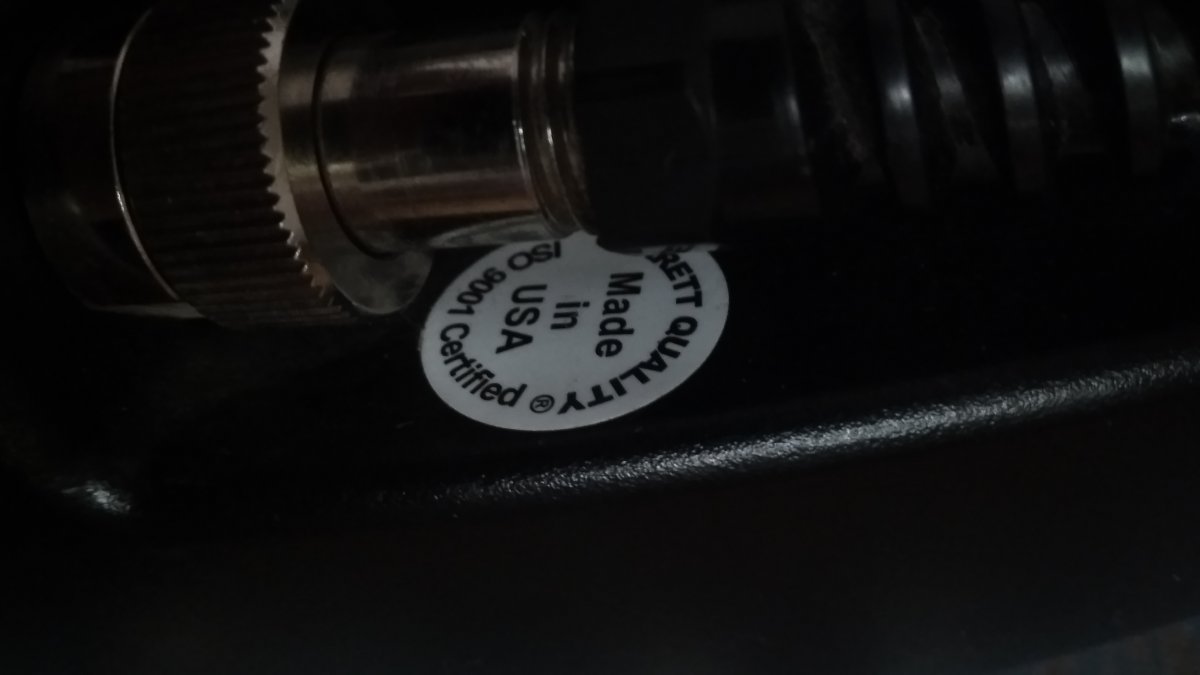 RETT QUALITY ®
ISO 9001 Certified
Made
in
USA